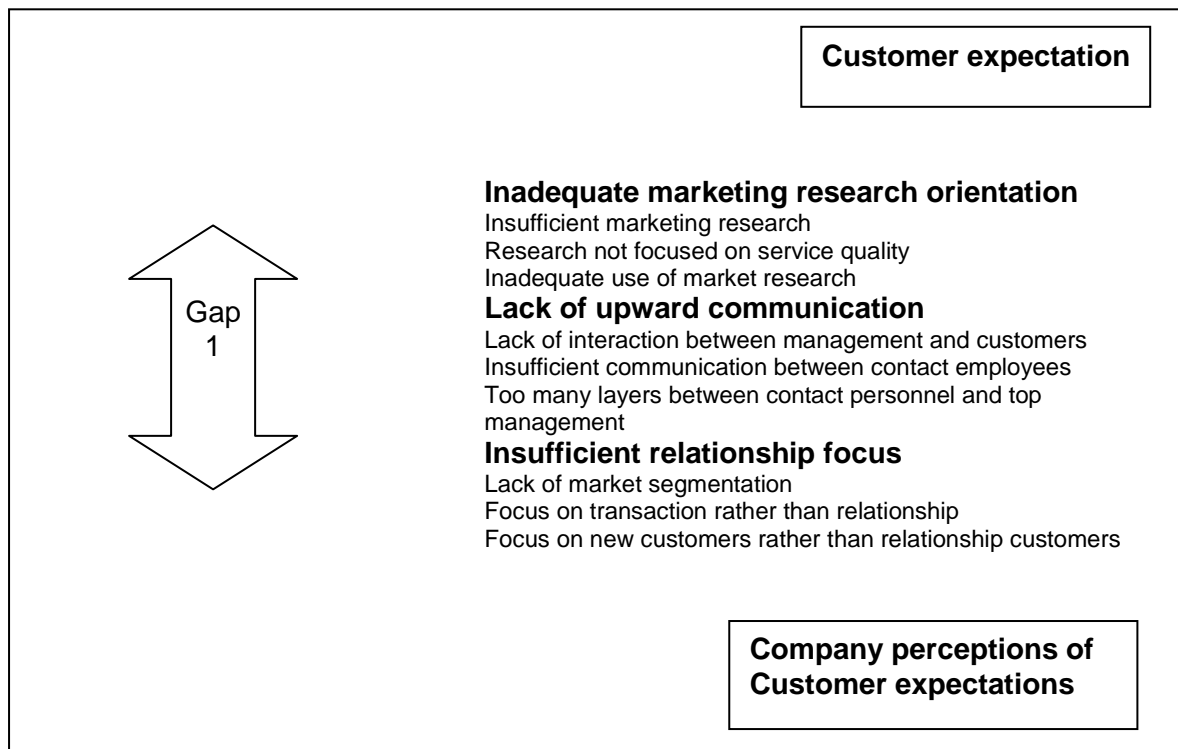 Customer expectation
Inadequate marketing research orientation
Insufficient marketing research
Research not focused on service quality
Inadequate use of market research
Lack of upward communication
Lack of interaction between management and customers
Insufficient communication between contact employees
Too many layers between contact personnel and top
management
Insufficient relationship focus
Lack of market segmentation
Focus on transaction rather than relationship
Focus on new customers rather than relationship customers
Gap
1
Company perceptions of
Customer expectations